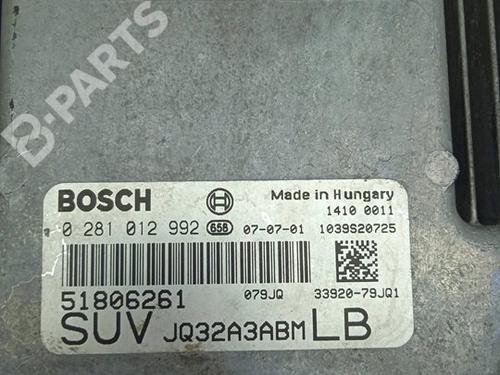 B-PARTS
BOSCH
Made in Hungary
1410 0011
0 281 012 992 658 07-07-01 1039S20725
51806261 079JQ 33920-79JQ1
SUV JQ32A3ABM LB